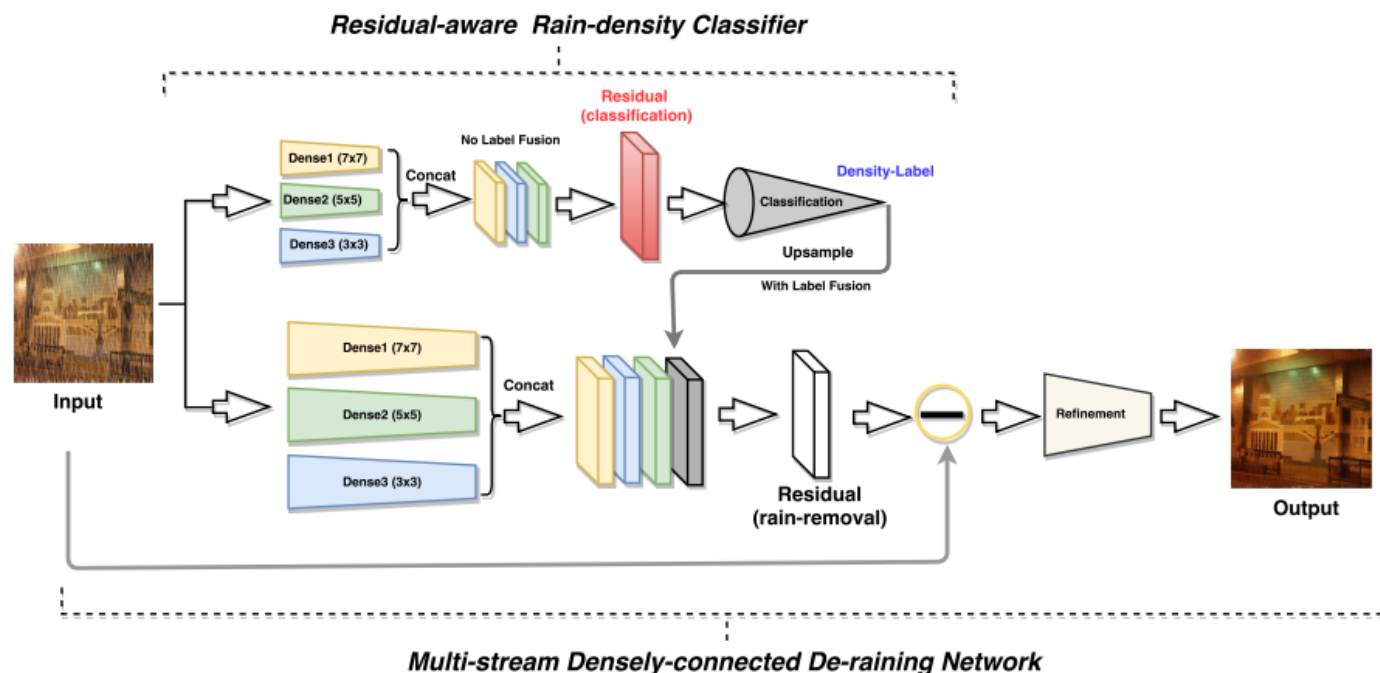 Residual-aware Rain-density Classifier
Residual
(classification)
No Label Fusion
Dense1 (7x7)
Concat
Density-Label
Dense2 (5x5)
Classification
Dense3 (3x3)
Upsample
With Label Fusion
Input
Dense1 (7x7)
Concat
Dense2 (5x5)
Refinement
Dense3 (3x3)
Residual
(rain-removal)
Output
Multi-stream Densely-connected De-raining Network